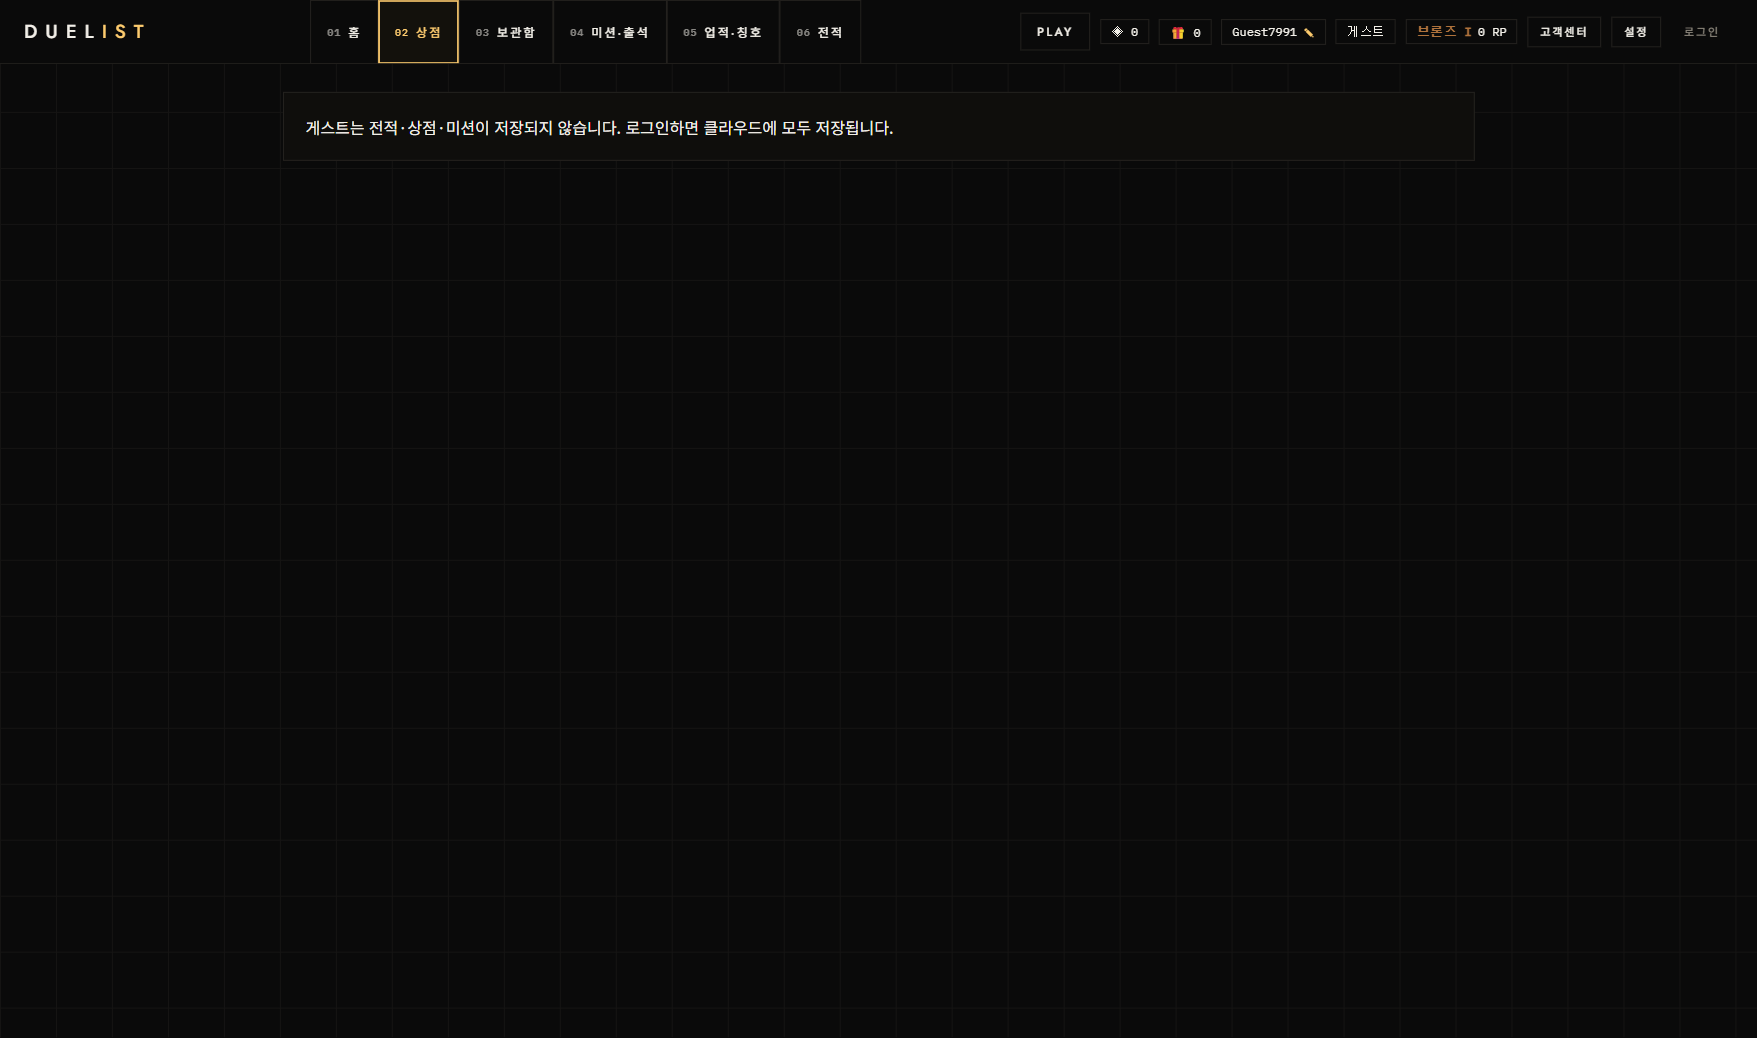 DUELIST
01 홈
02 상점
03 보관함
04 미션·출석
05 업적·칭호
06 전적
PLAY
◈ 0
0
Guest7991
게스트
브론즈 I 0 RP
고객센터
설정
로그인
게스트는 전적·상점·미션이 저장되지 않습니다. 로그인하면 클라우드에 모두 저장됩니다.